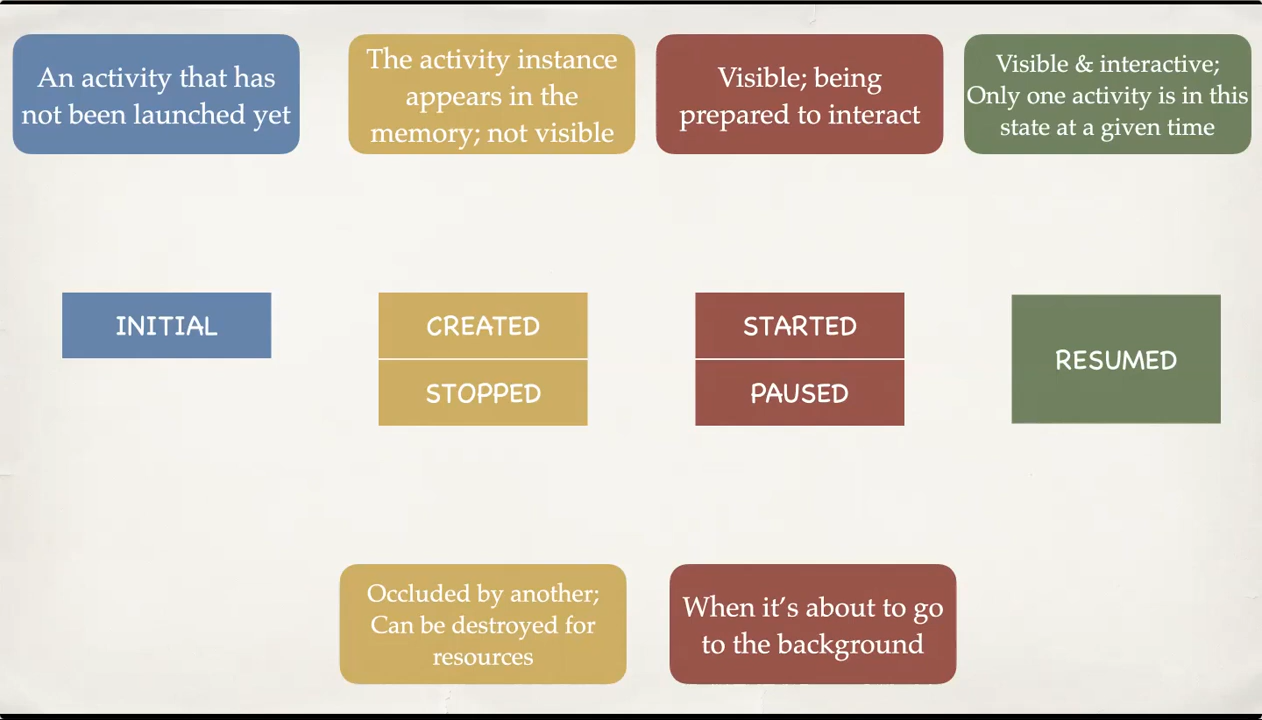 An activity that has
not been launched yet
The activity instance
appears in the
memory; not visible
Visible; being
prepared to interact
Visible & interactive;
Only one activity is in this
state at a given time
INITIAL
CREATED
STOPPED
STARTED
PAUSED
RESUMED
Occluded by another;
Can be destroyed for
resources
When it’s about to go
to the background